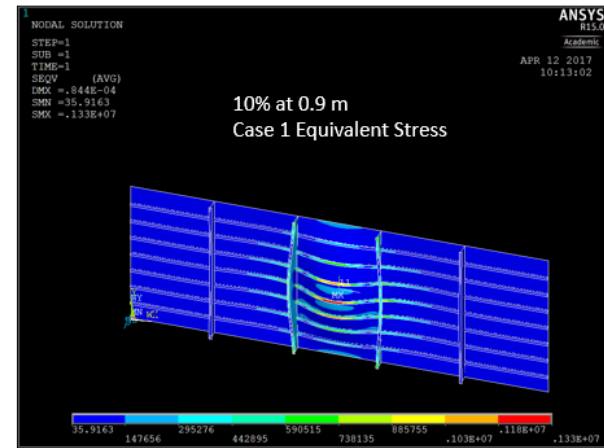 1
NODAL SOLUTION
STEP=1
SUB =1
TIME=1
SEQV (AVG)
DMX =.844E-04
SMN =35.9163
SMX =.133E+07
ANSYS
R15.0
Academic
APR 12 2017
10:13:02
10% at 0.9 m
Case 1 Equivalent Stress
MX
35.9163 295276 590515 885755 .118E+07
147656 442895 738135 .103E+07 .133E+07